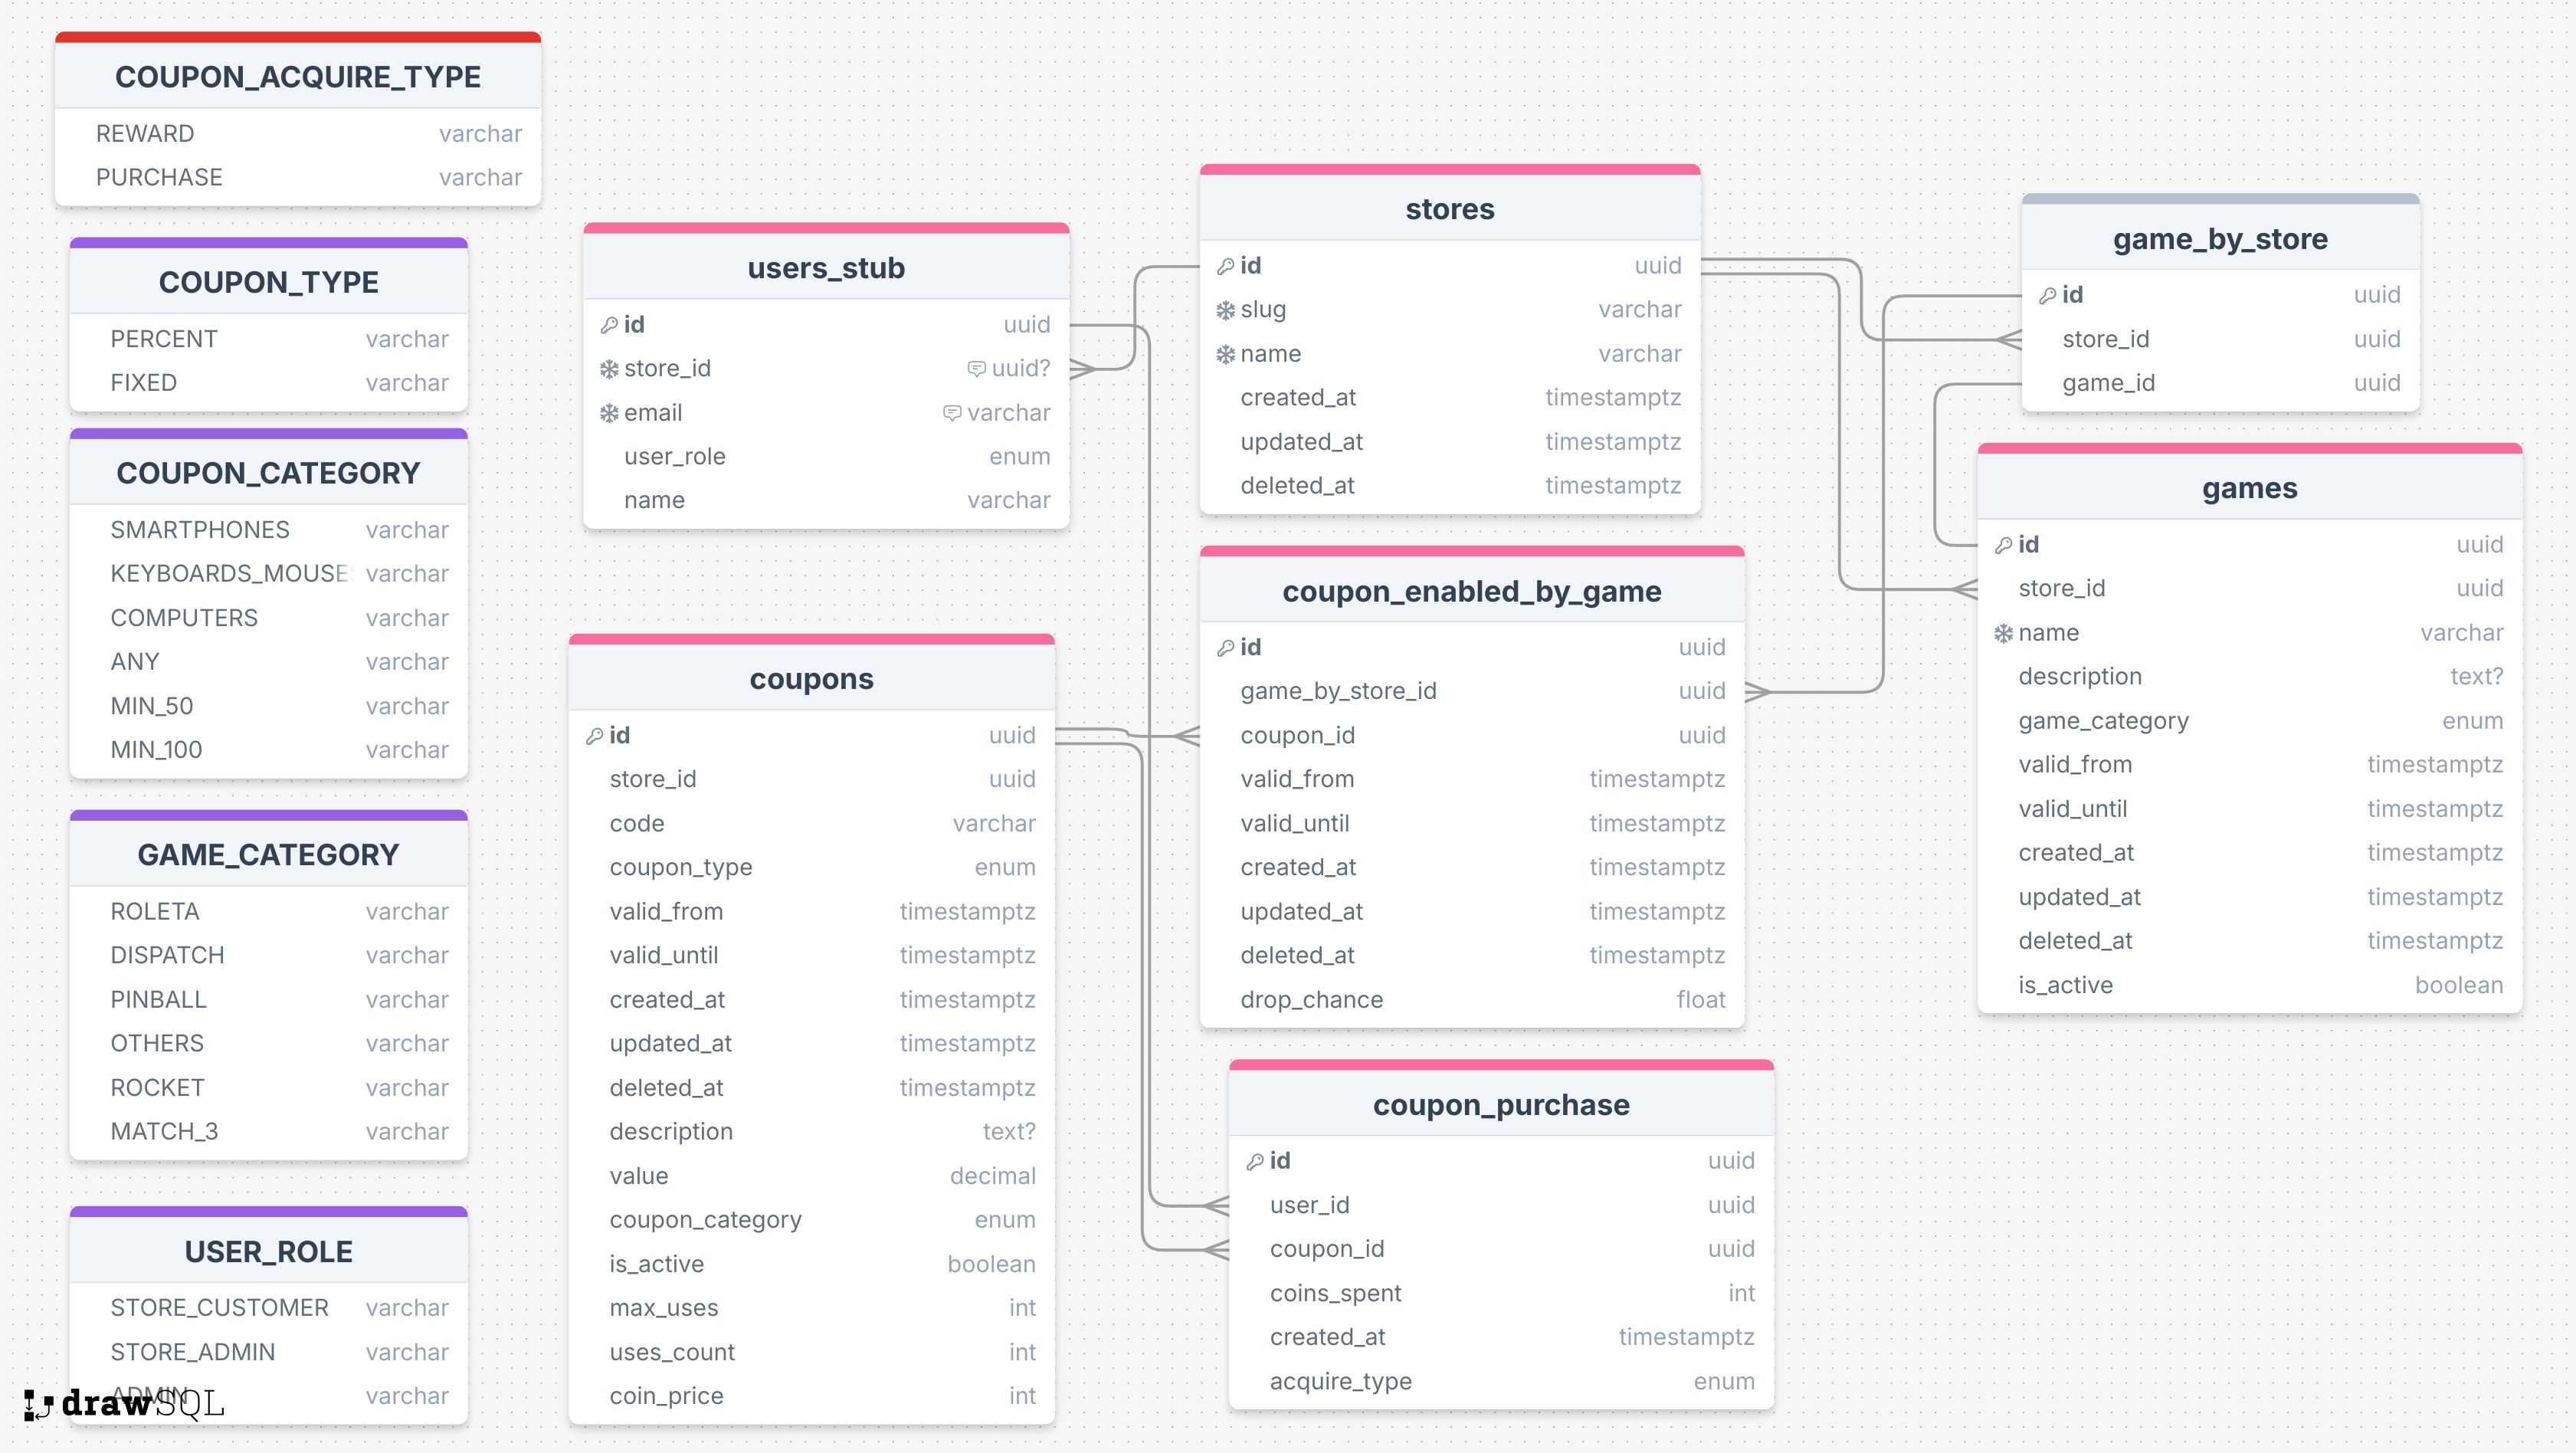 COUPON_ACQUIRE_TYPE
REWARD varchar
PURCHASE varchar
COUPON_TYPE
PERCENT varchar
FIXED varchar
COUPON_CATEGORY
SMARTPHONES varchar
KEYBOARDS_MOUSES varchar
COMPUTERS varchar
ANY varchar
MIN_50 varchar
MIN_100 varchar
GAME_CATEGORY
ROLETA varchar
DISPATCH varchar
PINBALL varchar
OTHERS varchar
ROCKET varchar
MATCH_3 varchar
USER_ROLE
STORE_CUSTOMER varchar
STORE_ADMIN varchar
ADMIN varchar
drawSQL
users_stub
id uuid
store_id uuid?
email varchar
user_role enum
name varchar
coupons
id uuid
store_id uuid
code varchar
coupon_type enum
valid_from timestamptz
valid_until timestamptz
created_at timestamptz
updated_at timestamptz
deleted_at timestamptz
description text?
value decimal
coupon_category enum
is_active boolean
max_uses int
uses_count int
coin_price int
stores
id uuid
slug varchar
name varchar
created_at timestamptz
updated_at timestamptz
deleted_at timestamptz
coupon_enabled_by_game
id uuid
game_by_store_id uuid
coupon_id uuid
valid_from timestamptz
valid_until timestamptz
created_at timestamptz
updated_at timestamptz
deleted_at timestamptz
drop_chance float
coupon_purchase
id uuid
user_id uuid
coupon_id uuid
coins_spent int
created_at timestamptz
acquire_type enum
game_by_store
id uuid
store_id uuid
game_id uuid
games
id uuid
store_id uuid
name varchar
description text?
game_category enum
valid_from timestamptz
valid_until timestamptz
created_at timestamptz
updated_at timestamptz
deleted_at timestamptz
is_active boolean